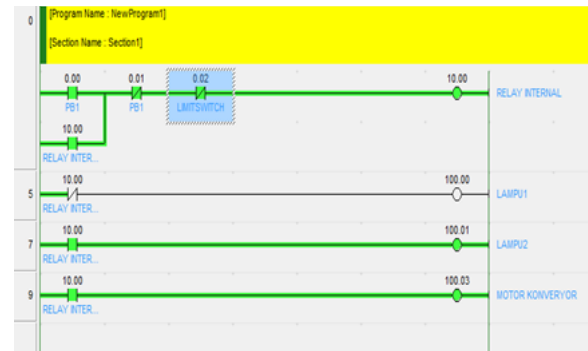 0
[Program Name : NewProgram1]
[Section Name : Section1]
0.00 0.01 0.02 10.00
PB1 PB1 LIMITSWITCH RELAY INTERNAL
10.00
RELAY INTER...
5 10.00 100.00
RELAY INTER... LAMPU1
7 10.00 100.01
RELAY INTER... LAMPU2
9 10.00 100.03
RELAY INTER... MOTOR KONVERYOR